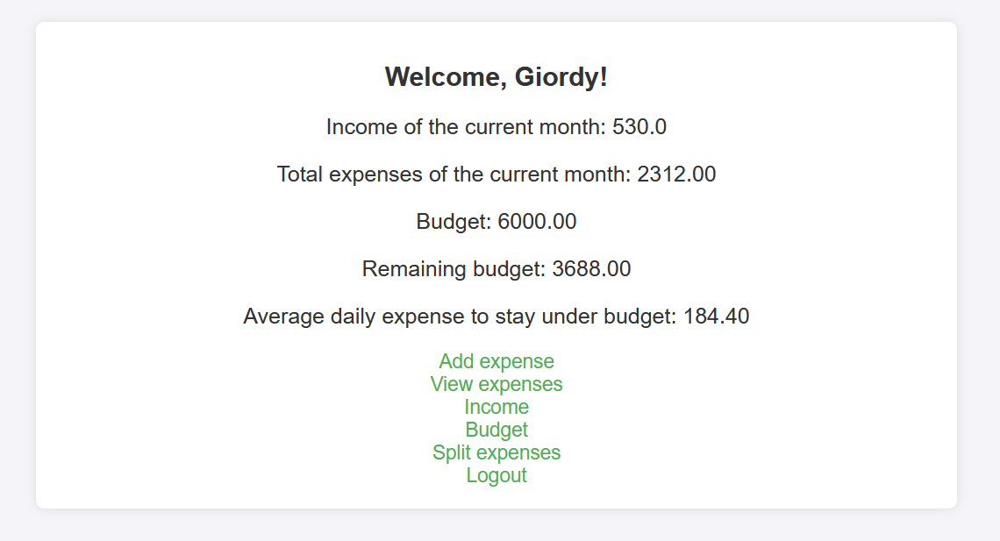 Welcome, Giordy!
Income of the current month: 530.0
Total expenses of the current month: 2312.00
Budget: 6000.00
Remaining budget: 3688.00
Average daily expense to stay under budget: 184.40
Add expense
View expenses
Income
Budget
Split expenses
Logout